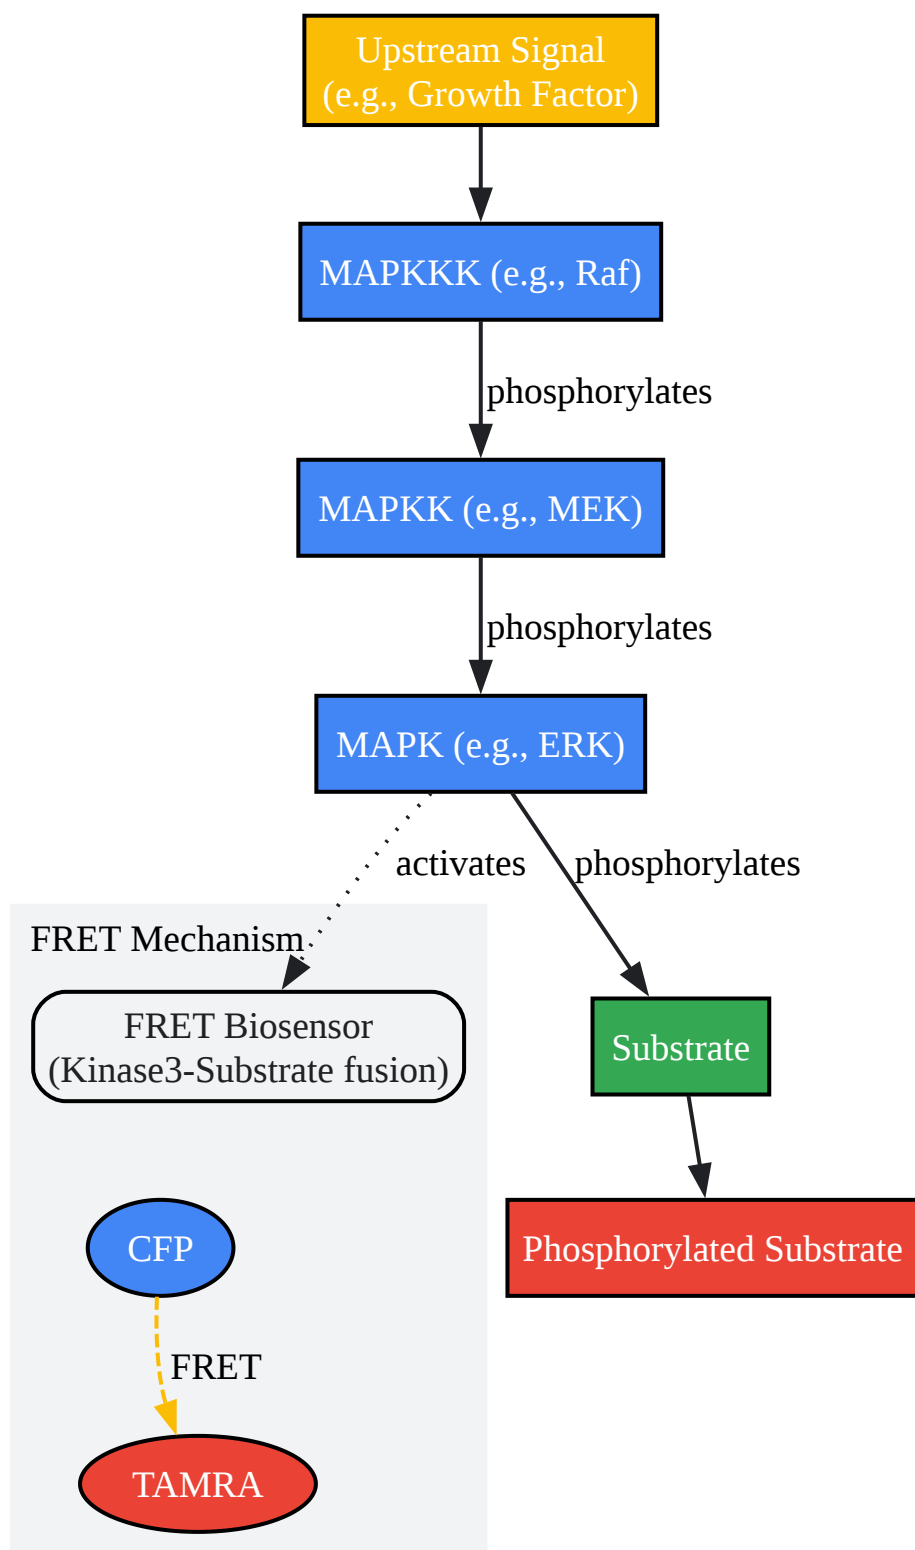 Upstream Signal
(e.g., Growth Factor)
MAPKKK (e.g., Raf)
phosphorylates
MAPKK (e.g., MEK)
phosphorylates
MAPK (e.g., ERK)
activates
phosphorylates
FRET Mechanism
FRET Biosensor
(Kinase3-Substrate fusion)
Substrate
CFP
Phosphorylated Substrate
FRET
TAMRA